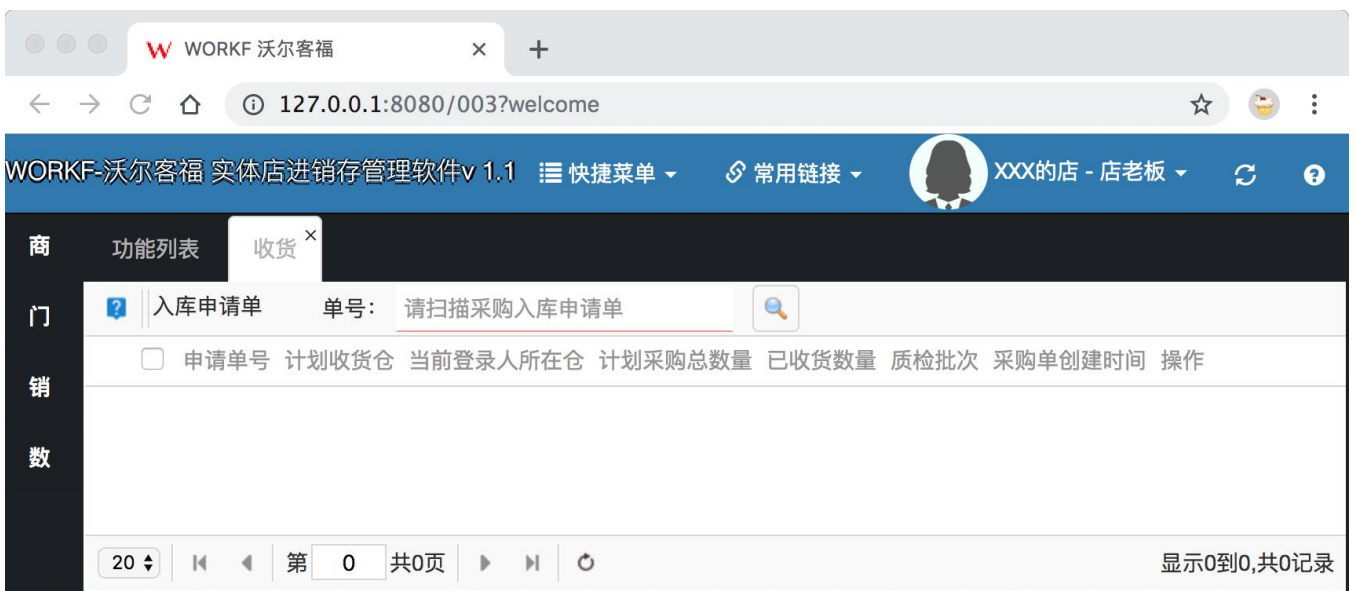 WORKF 沃尔客福
127.0.0.1:8080/003?welcome
WORKF-沃尔客福 实体店进销存管理软件v 1.1 快捷菜单 常用链接 XXX的店 - 店老板
商 功能列表 收货
门 入库申请单 单号: 请扫描采购入库申请单
申请单号 计划收货仓 当前登录人所在仓 计划采购总数量 已收货数量 质检批次 采购单创建时间 操作
销
数
20 第 0 共0页 显示0到0,共0记录